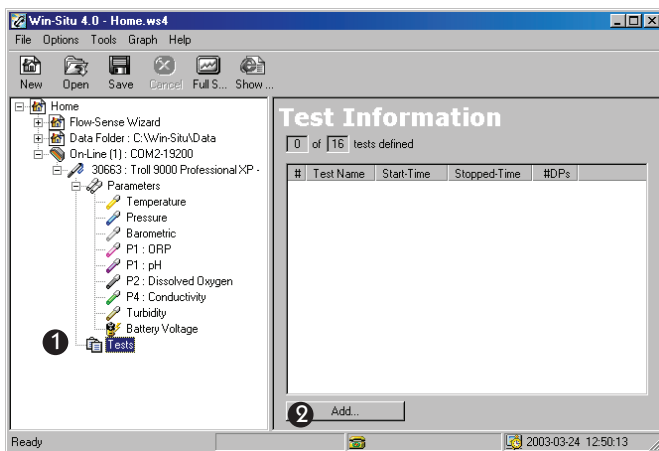 Win-Situ 4.0 - Home.ws4
File Options Tools Graph Help
New Open Save Cancel Full S... Show ...
Home
Flow-Sense Wizard
Data Folder : C:\Win-Situ\Data
On-Line (1) : COM2-19200
30663 : Troll 9000 Professional XP -
Parameters
Temperature
Pressure
Barometric
P1 : ORP
P1 : pH
P2 : Dissolved Oxygen
P4 : Conductivity
Turbidity
Battery Voltage
1 Tests
Test Information
0 of 16 tests defined
# Test Name Start-Time Stopped-Time #DPs
2 Add...
Ready 2003-03-24 12:50:13